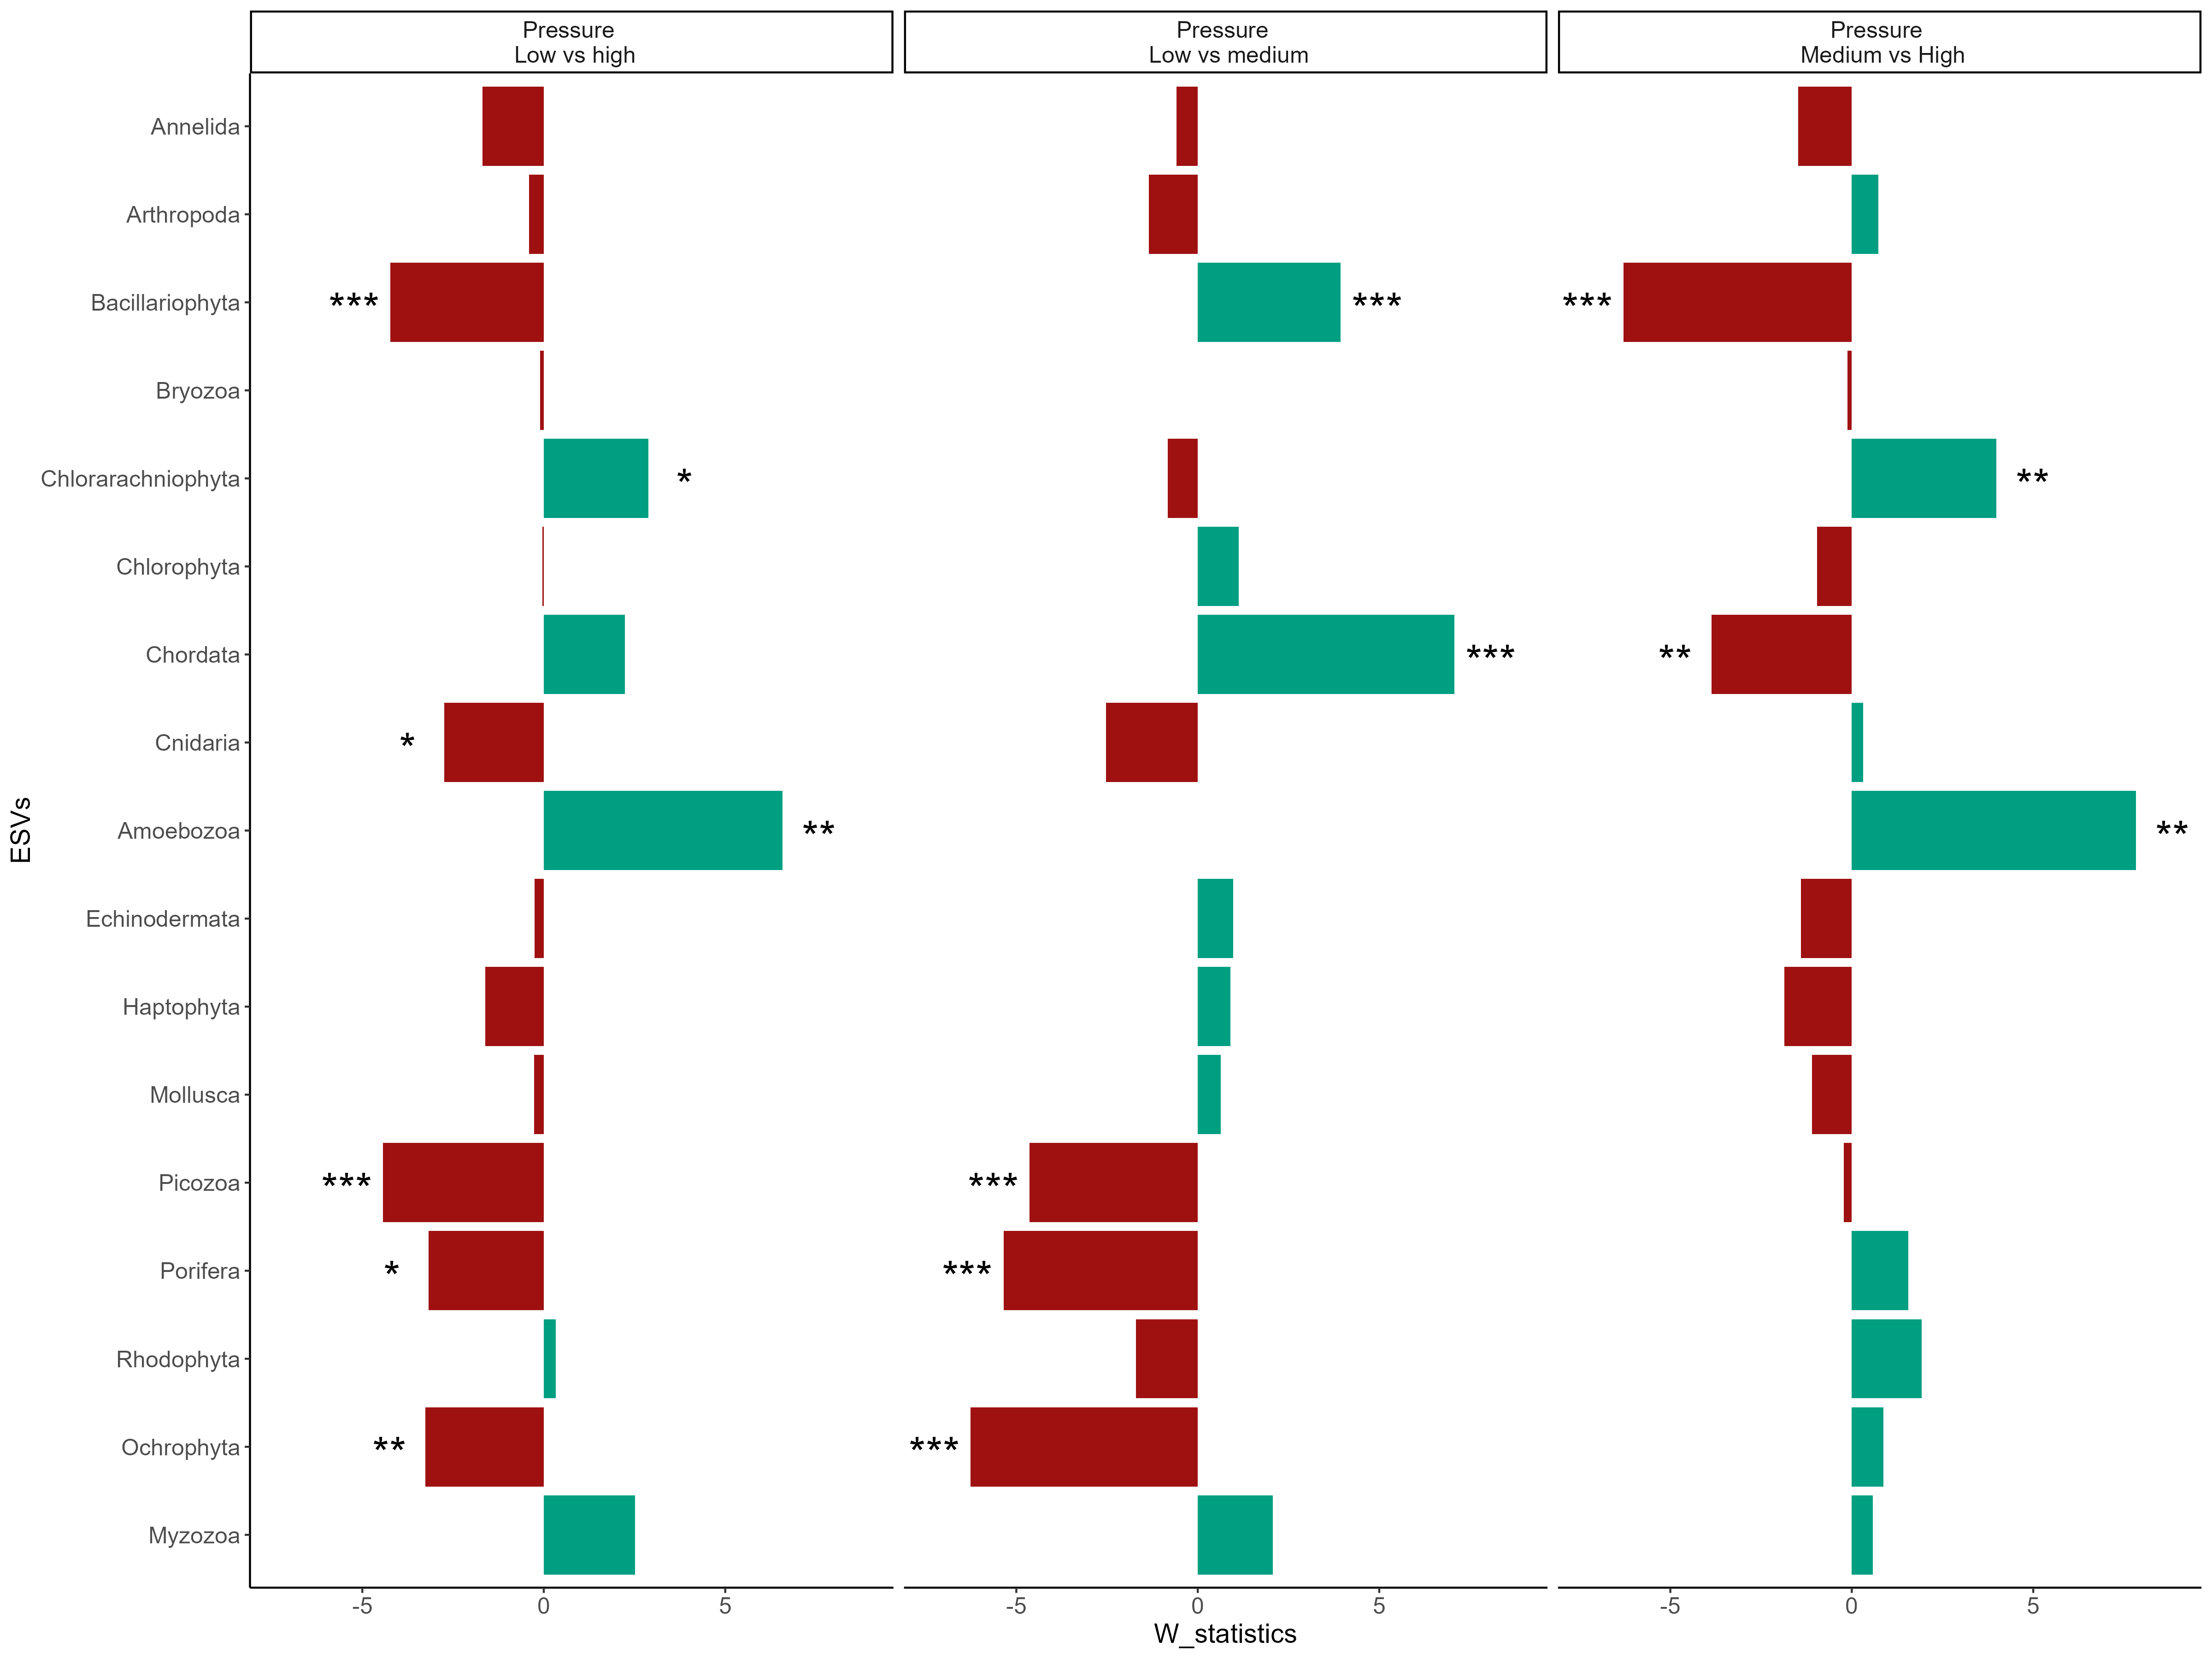 Pressure
Low vs high
Pressure
Low vs medium
Pressure
Medium vs High
Annelida
Arthropoda
Bacillariophyta
*** *** ***
Bryozoa
Chlorarachniophyta
* **
Chlorophyta
Chordata
*** **
Cnidaria
*
Amoebozoa
** **
Echinodermata
Haptophyta
Mollusca
Picozoa
*** ***
Porifera
* ***
Rhodophyta
Ochrophyta
** ***
Myzozoa
ESVs
-5 0 5
-5 0 5
-5 0 5
W_statistics